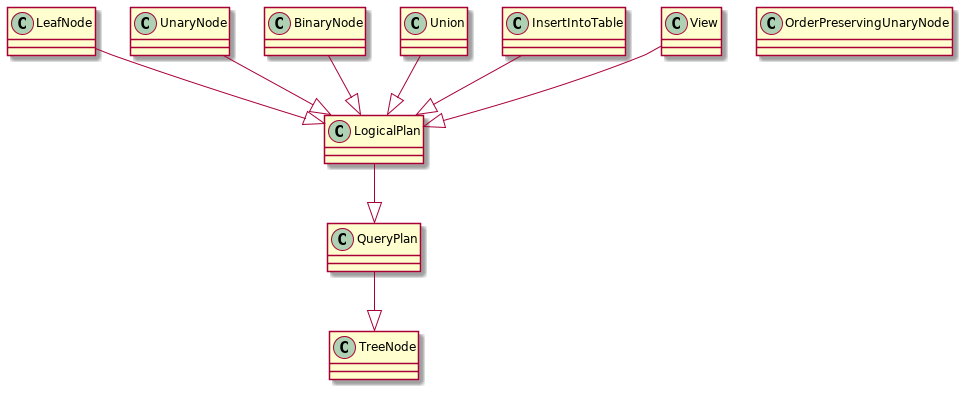 C LeafNode
C UnaryNode
C BinaryNode
C Union
C InsertIntoTable
C View
C OrderPreservingUnaryNode
C LogicalPlan
C QueryPlan
C TreeNode